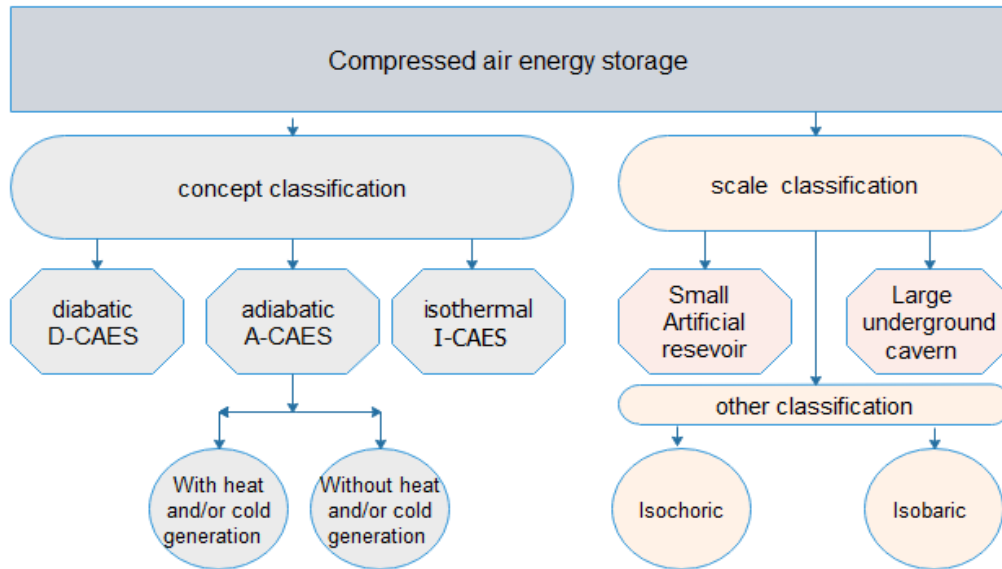 Compressed air energy storage
concept classification
scale classification
diabatic
D-CAES
adiabatic
A-CAES
isothermal
I-CAES
Small
Artificial
resevoir
Large
underground
cavern
other classification
With heat
and/or cold
generation
Without heat
and/or cold
generation
Isochoric
Isobaric